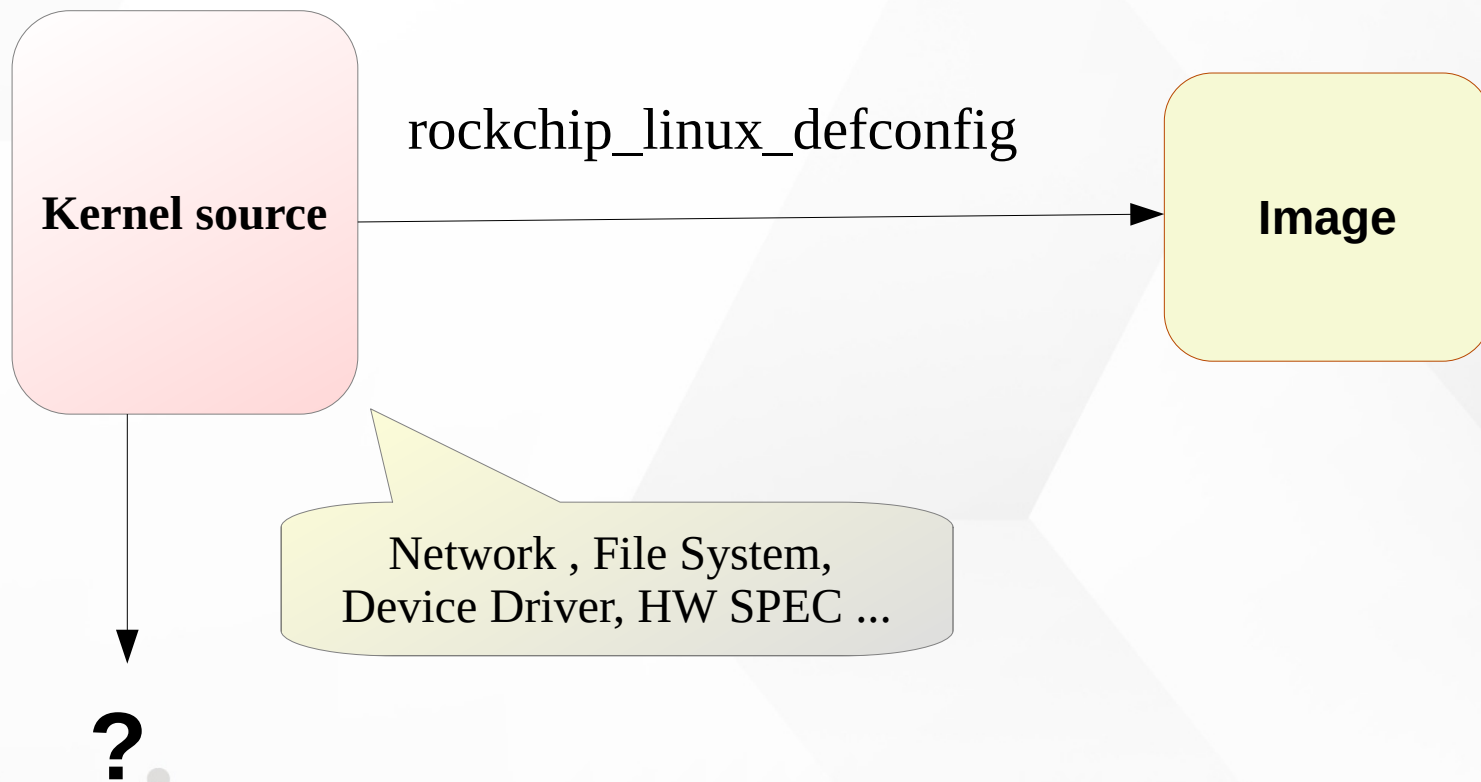 rockchip_linux_defconfig
Kernel source
Image
Network , File System,
Device Driver, HW SPEC ...
?